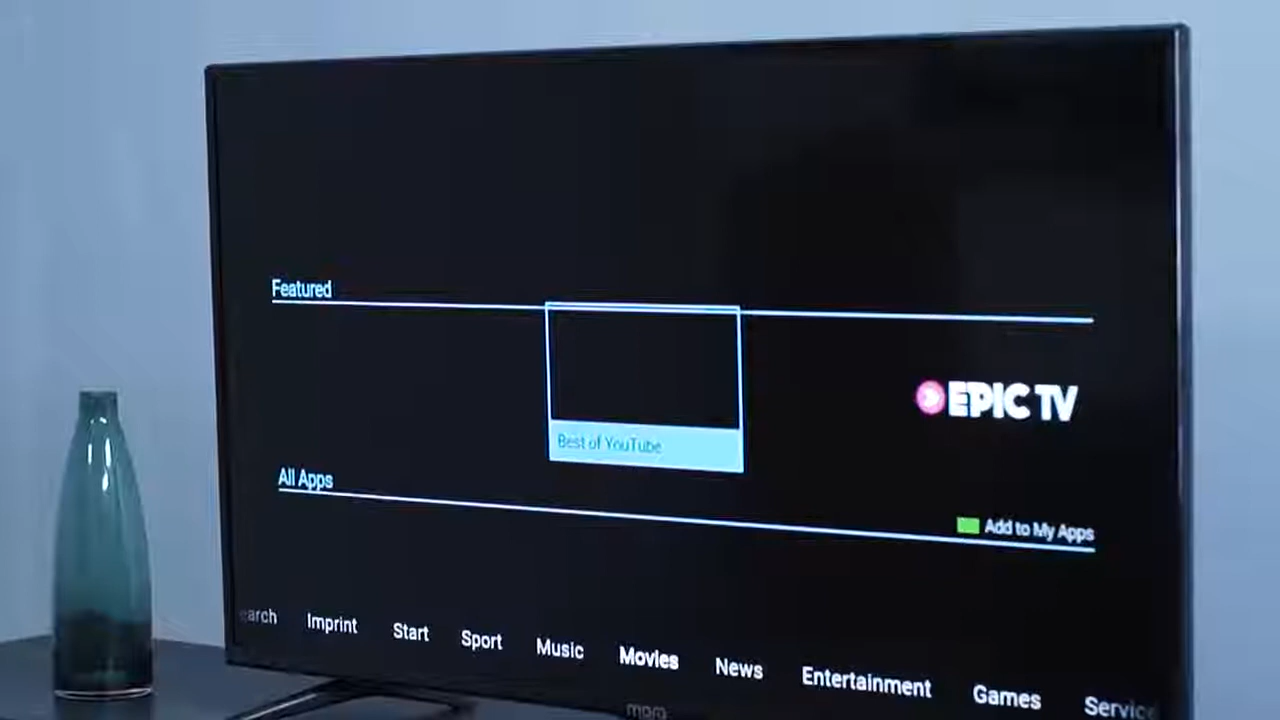 Featured
EPIC TV
Best of YouTube
All Apps
Add to My Apps
earch Imprint Start Sport Music Movies News Entertainment Games Service